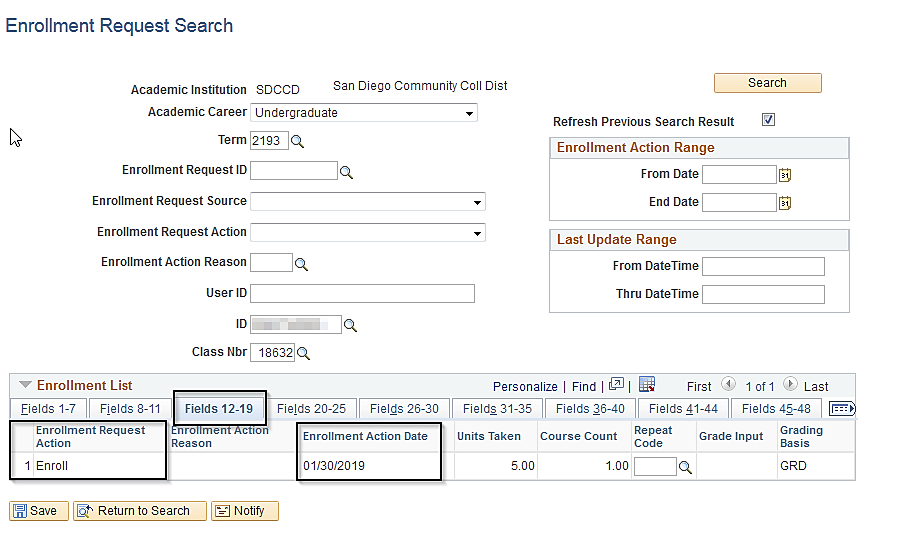 Enrollment Request Search
Academic Institution SDCCD San Diego Community Coll Dist
Search
Academic Career Undergraduate
Refresh Previous Search Result
Term 2193
Enrollment Action Range
Enrollment Request ID
From Date 31
Enrollment Request Source
End Date 31
Enrollment Request Action
Last Update Range
Enrollment Action Reason
From DateTime
User ID
Thru DateTime
ID
Class Nbr 18632
Enrollment List Personalize | Find | | First 1 of 1 Last
Fields 1-7 Fields 8-11 Fields 12-19 Fields 20-25 Fields 26-30 Fields 31-35 Fields 36-40 Fields 41-44 Fields 45-48
Enrollment Request Action
Enrollment Action Reason
Enrollment Action Date
Units Taken
Course Count
Repeat Code
Grade Input
Grading Basis
1 Enroll 01/30/2019 5.00 1.00 GRD
Save Return to Search Notify